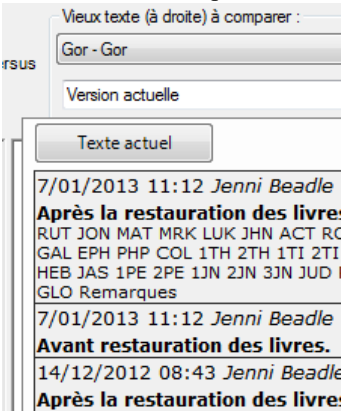 Vieux texte (à droite) à comparer :
ersus
Gor - Gor
Version actuelle
Texte actuel
7/01/2013 11:12 Jenni Beadle
Après la restauration des livres
RUT JON MAT MRK LUK JHN ACT RO
GAL EPH PHP COL 1TH 2TH 1TI 2TI
HEB JAS 1PE 2PE 1JN 2JN 3JN JUD
GLO Remarques
7/01/2013 11:12 Jenni Beadle
Avant restauration des livres.
14/12/2012 08:43 Jenni Beadle
Après la restauration des livres